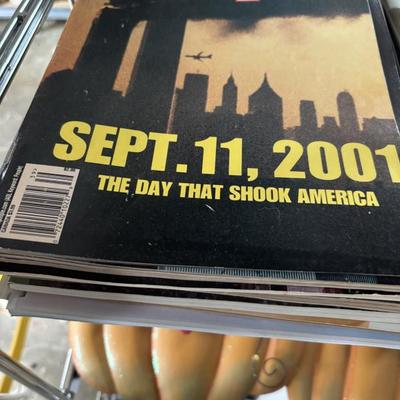 SEPT. 11, 2001
THE DAY THAT SHOOK AMERICA